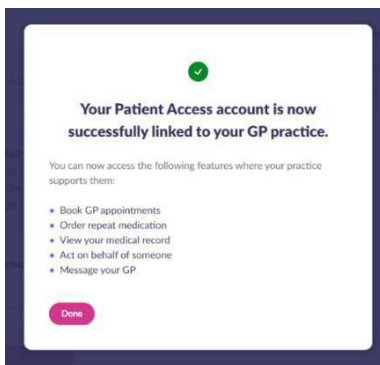 Your Patient Access account is now
successfully linked to your GP practice.
You can now access the following features where your practice
supports them:
Book GP appointments
Order repeat medication
View your medical record
Act on behalf of someone
Message your GP
Done